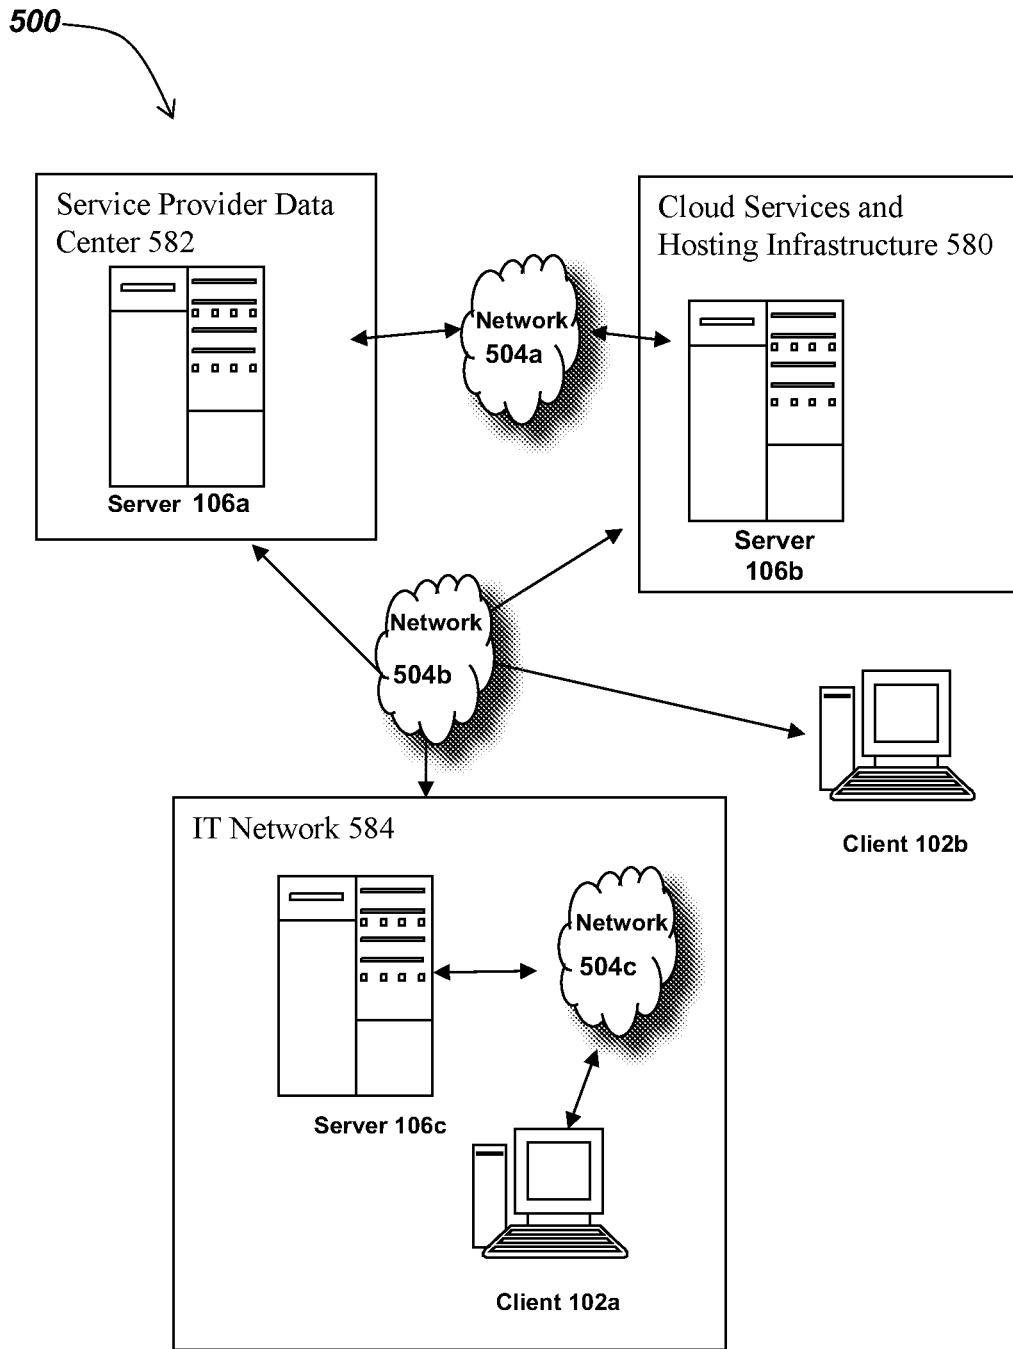 500
Service Provider Data
Center 582
Server 106a
Network
504a
Cloud Services and
Hosting Infrastructure 580
Server
106b
Network
504b
Client 102b
IT Network 584
Server 106c
Network
504c
Client 102a